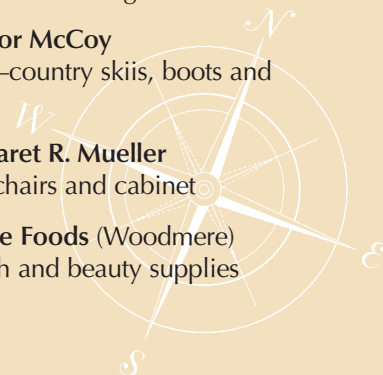 N
or McCoy
–country skiis, boots and
W
aret R. Mueller
chairs and cabinet
e Foods (Woodmere)
E
h and beauty supplies
S